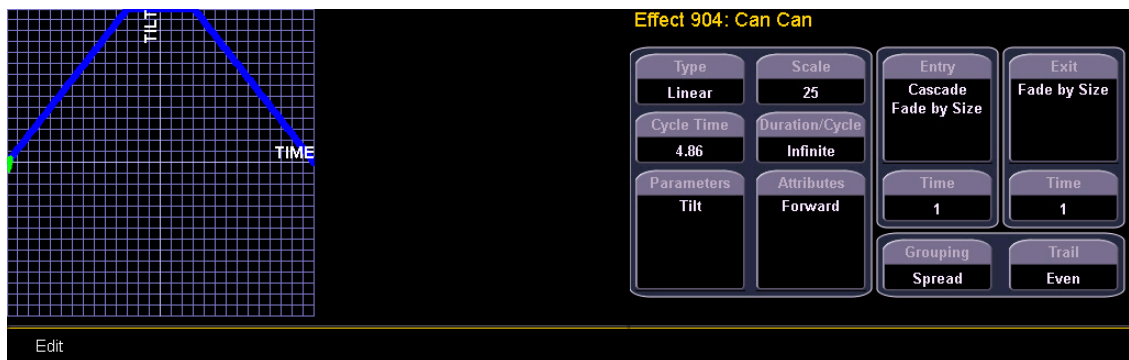 TILT
TIME
Effect 904: Can Can
Type
Linear
Scale
25
Entry
Cascade
Fade by Size
Exit
Fade by Size
Cycle Time
4.86
Duration/Cycle
Infinite
Parameters
Tilt
Attributes
Forward
Time
1
Time
1
Grouping
Spread
Trail
Even
Edit